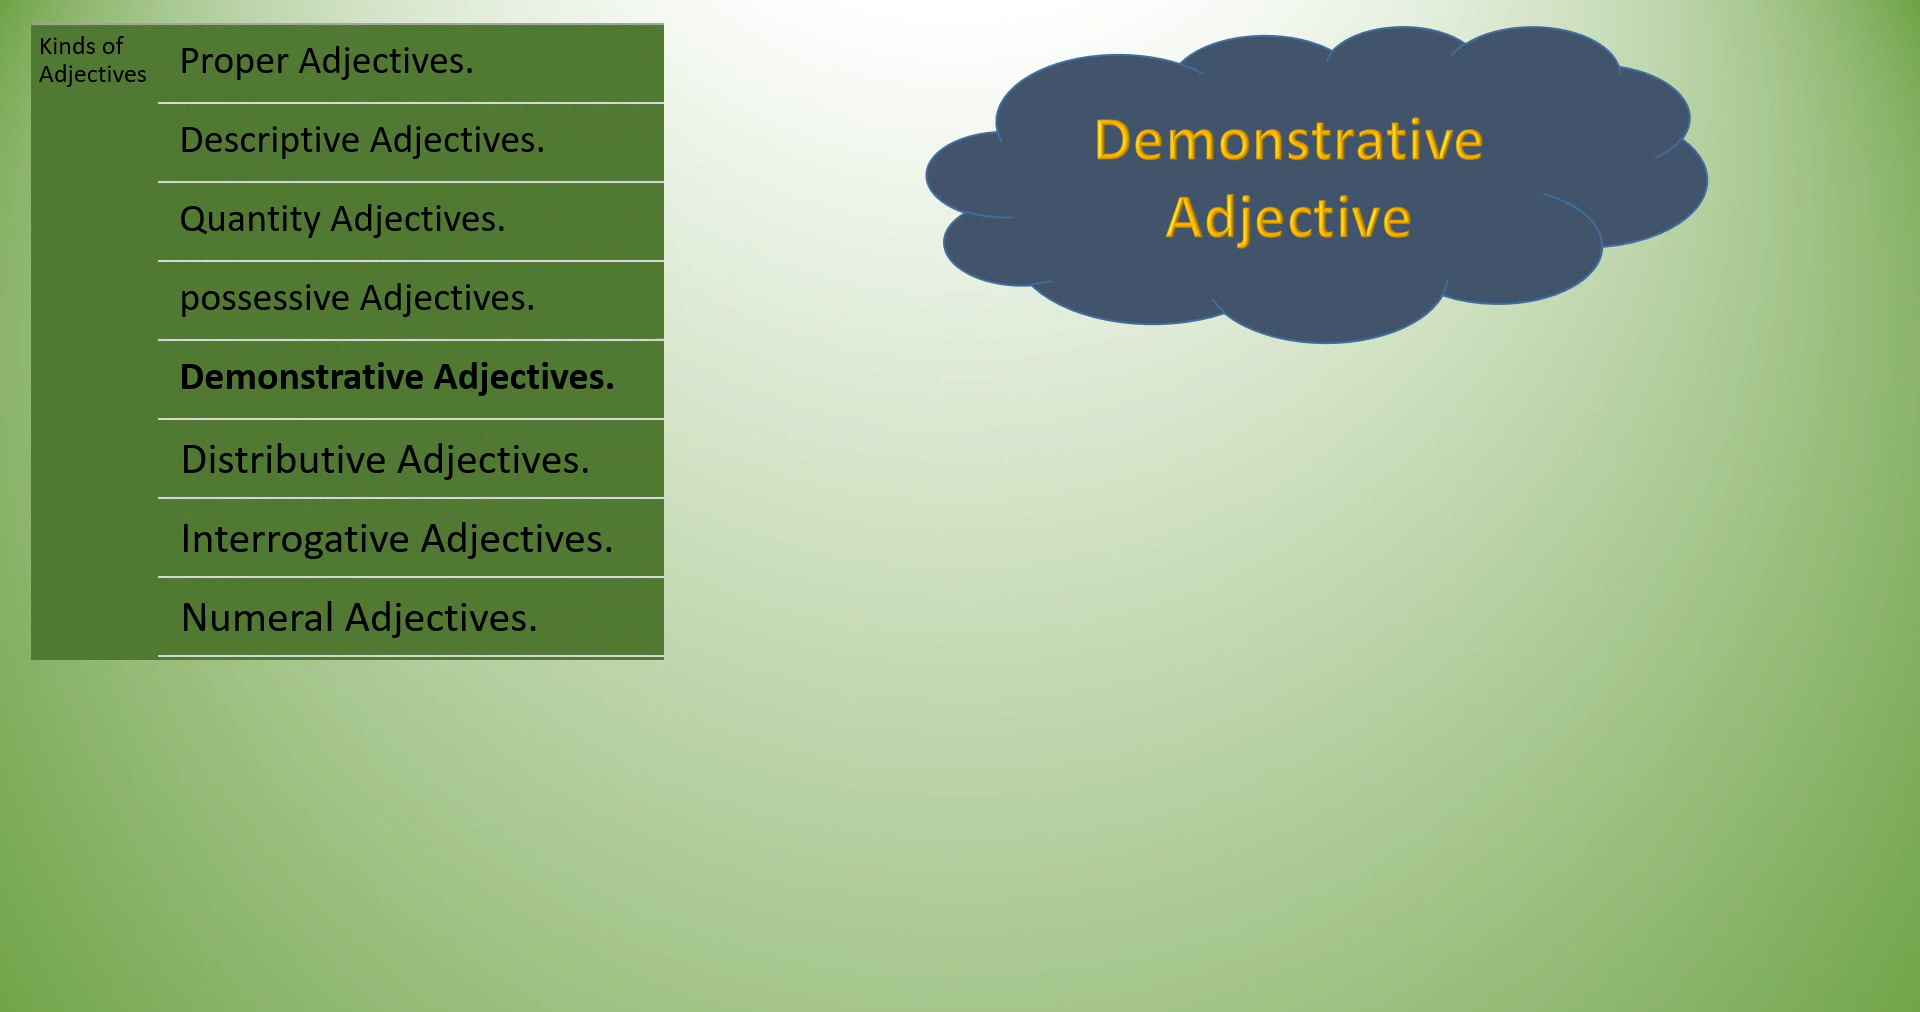 Kinds of
Adjectives
Proper Adjectives.
Descriptive Adjectives.
Quantity Adjectives.
possessive Adjectives.
Demonstrative Adjectives.
Distributive Adjectives.
Interrogative Adjectives.
Numeral Adjectives.
Demonstrative
Adjective